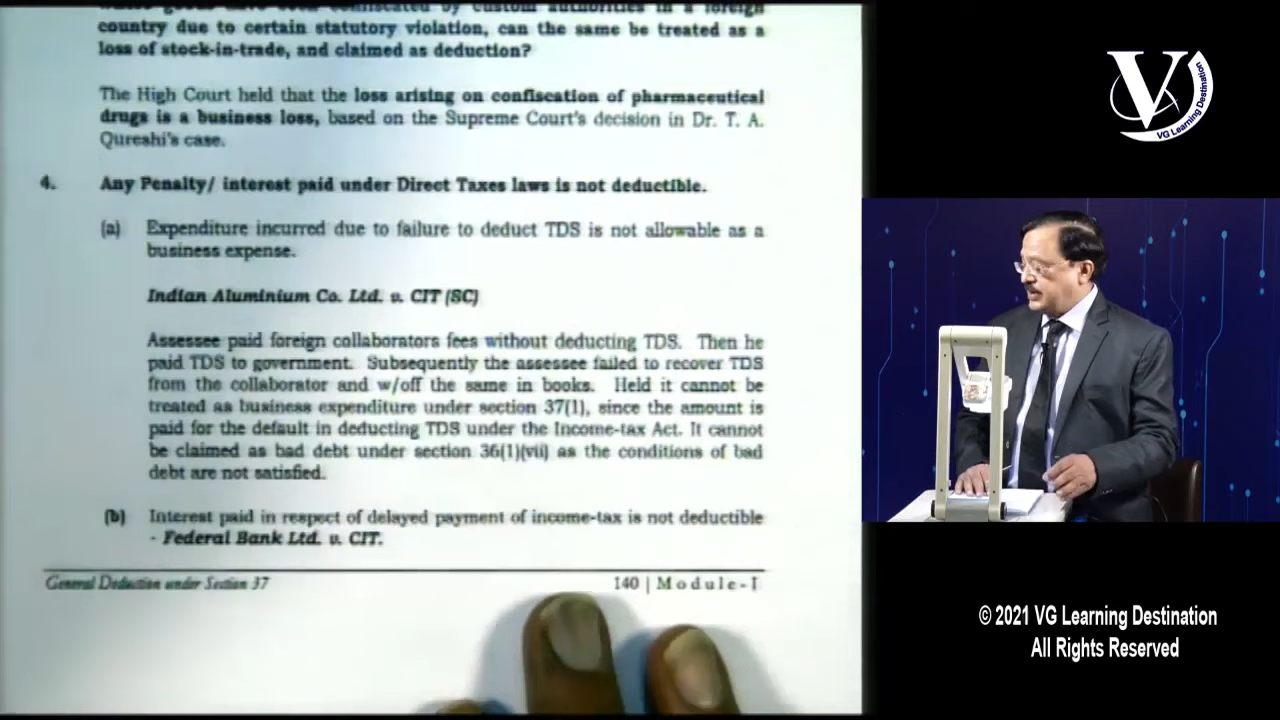 country due to certain statutory violation, can the same be treated as a
loss of stock-in-trade, and claimed as deduction?
The High Court held that the loss arising on confiscation of pharmaceutical
drugs is a business loss, based on the Supreme Court's decision in Dr. T. A.
Qureshi's case.
4. Any Penalty/ interest paid under Direct Taxes laws is not deductible.
(a) Expenditure incurred due to failure to deduct TDS is not allowable as a
business expense.
Indian Aluminium Co. Ltd. v. CIT (SC)
Assessee paid foreign collaborators fees without deducting TDS. Then he
paid TDS to government. Subsequently the assessee failed to recover TDS
from the collaborator and w/off the same in books. Held it cannot be
treated as business expenditure under section 37(1), since the amount is
paid for the default in deducting TDS under the Income-tax Act. It cannot
be claimed as bad debt under section 36(1)(vii) as the conditions of bad
debt are not satisfied.
(b) Interest paid in respect of delayed payment of income-tax is not deductible
- Federal Bank Ltd. v. CIT.
General Deduction under Section 37 140 | Module-I
V
VG Learning Destination
© 2021 VG Learning Destination
All Rights Reserved